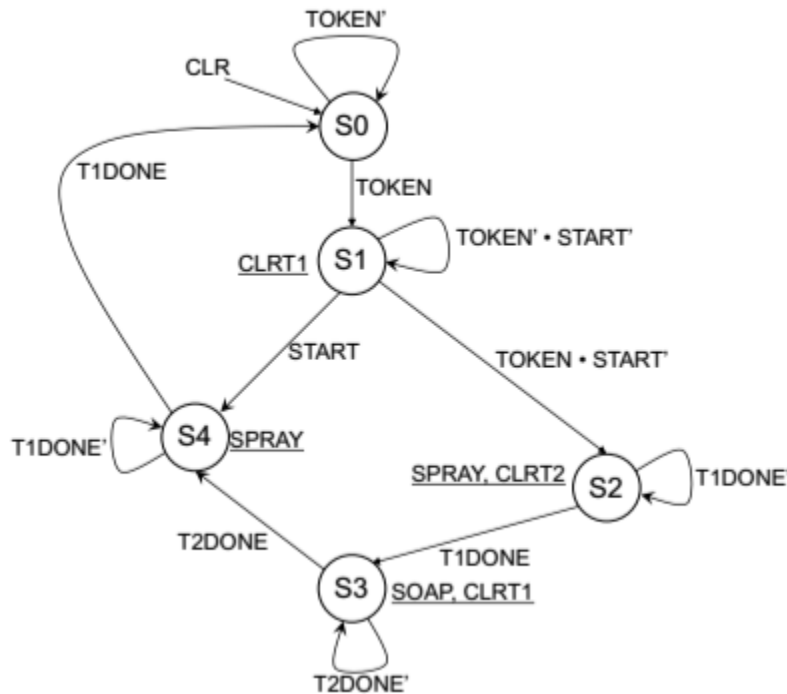 TOKEN'
CLR
S0
T1DONE
TOKEN
S1
TOKEN' • START'
CLRT1
START
TOKEN • START'
T1DONE'
S4
SPRAY
SPRAY, CLRT2
S2
T1DONE'
T2DONE
T1DONE
S3
SOAP, CLRT1
T2DONE'